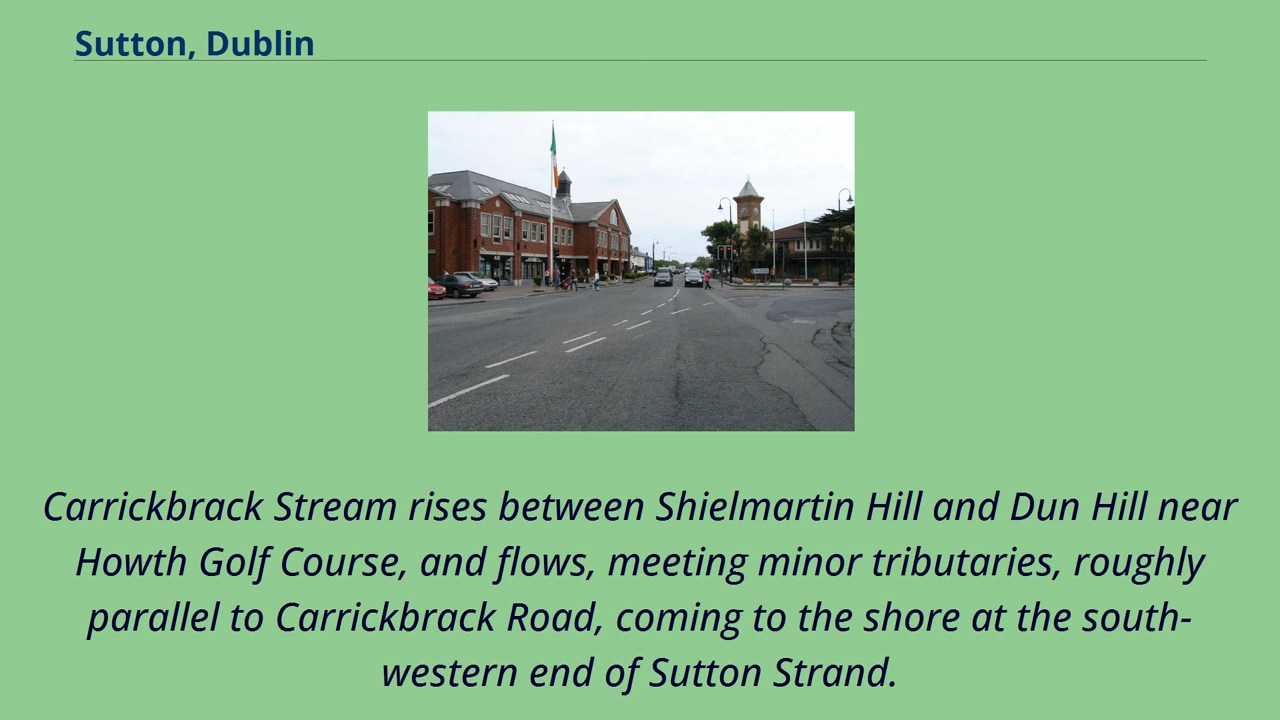 Sutton, Dublin
Carrickbrack Stream rises between Shielmartin Hill and Dun Hill near
Howth Golf Course, and flows, meeting minor tributaries, roughly
parallel to Carrickbrack Road, coming to the shore at the south-
western end of Sutton Strand.